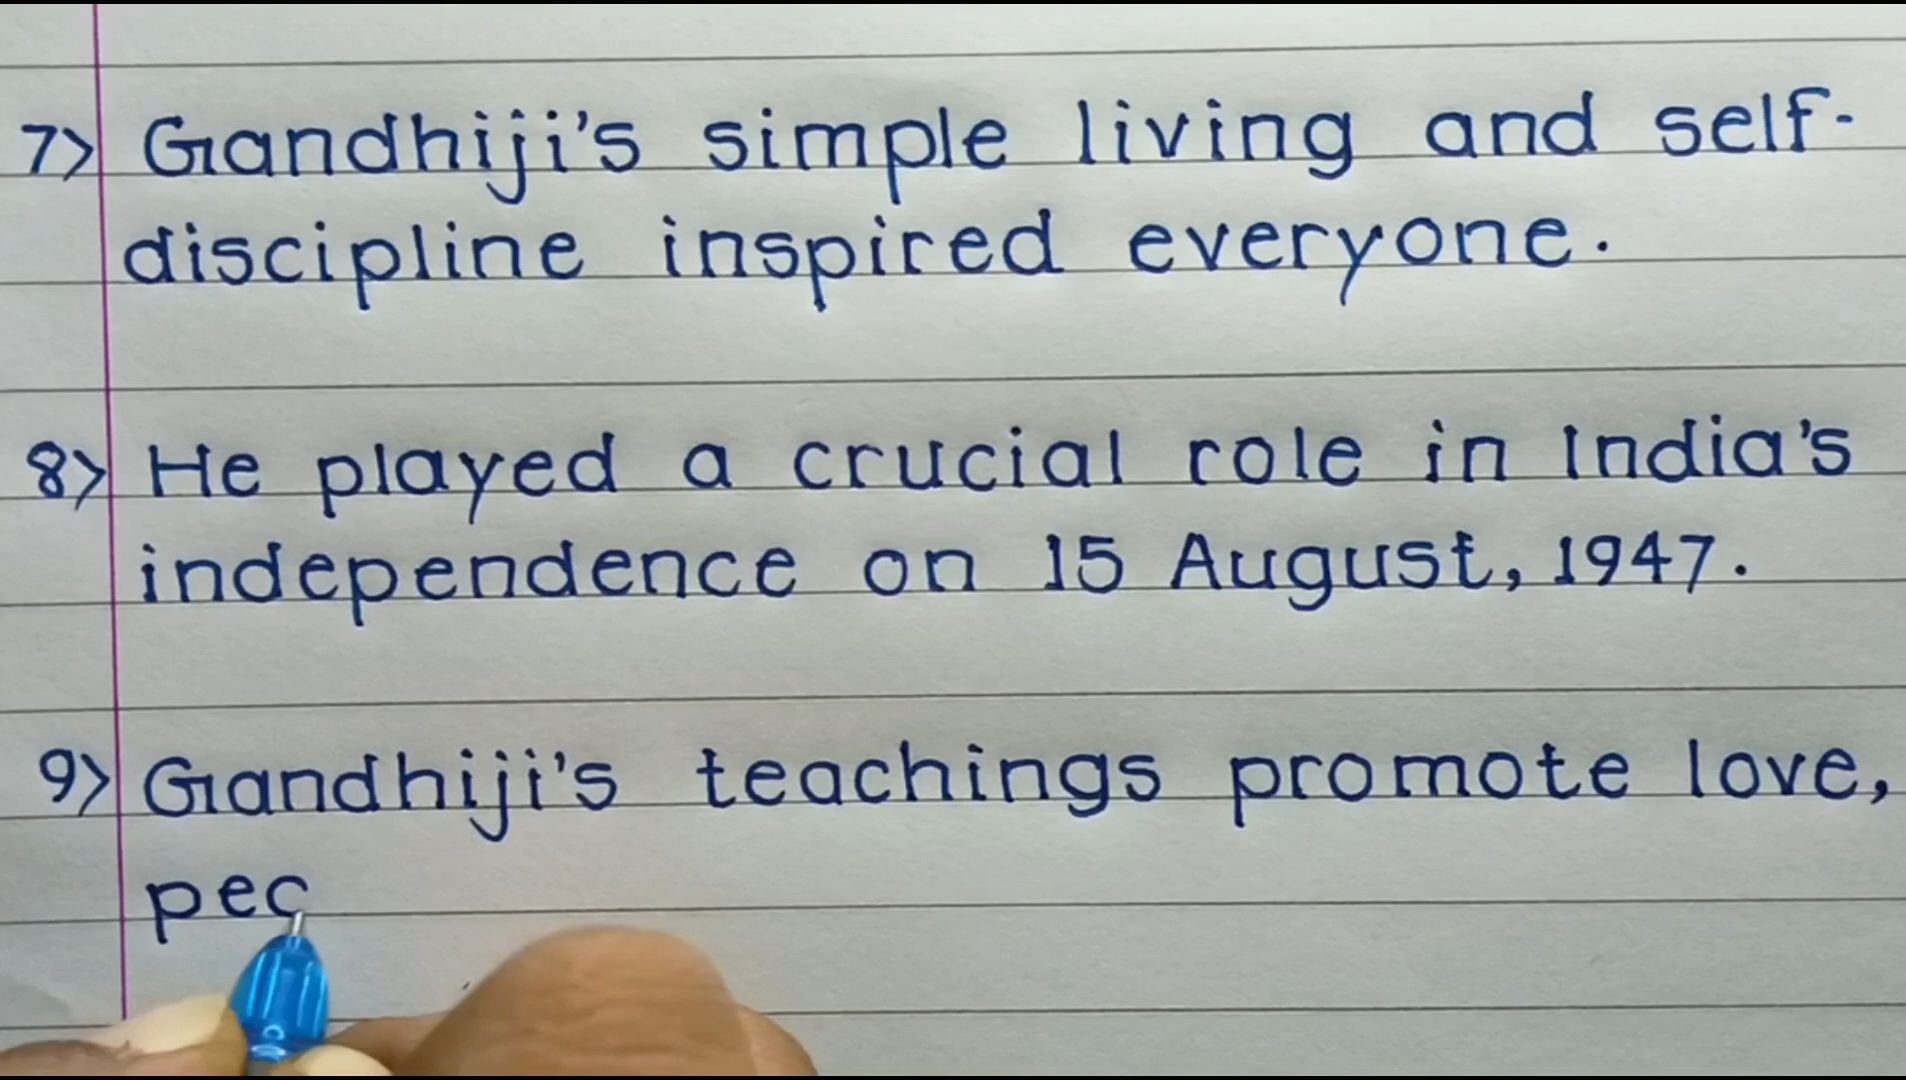 7) Gandhiji's simple living and self-
discipline inspired everyone.
8) He played a crucial role in India's
independence on 15 August, 1947.
9) Gandhiji's teachings promote love,